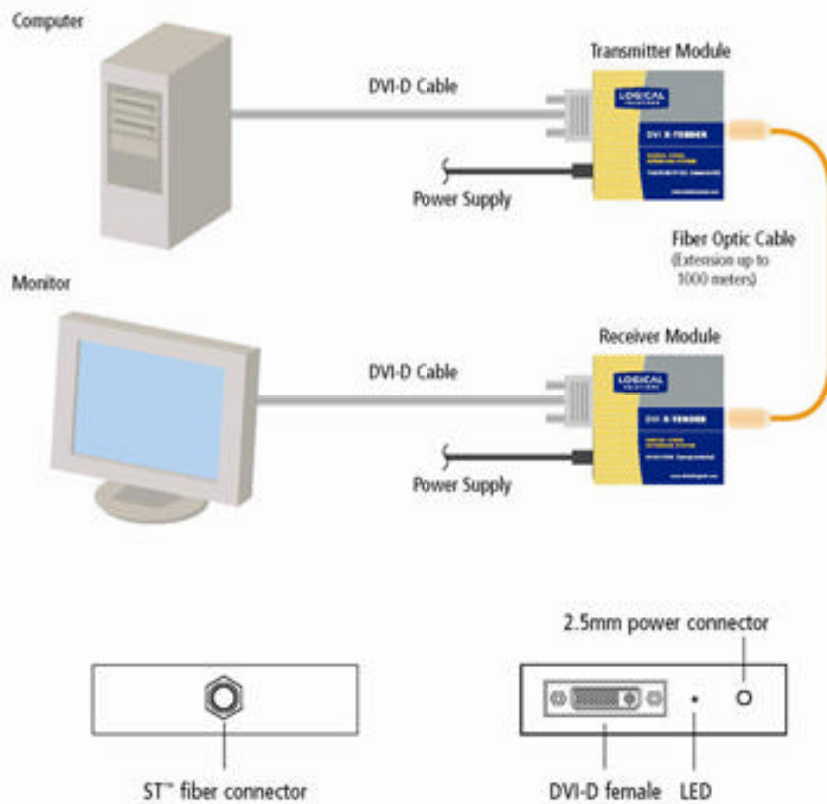 Computer
Transmitter Module
DVI-D Cable
LOGICAL
DVI X-TENDER
Power Supply
Fiber Optic Cable
(Extension up to
1000 meters)
Monitor
Receiver Module
DVI-D Cable
LOGICAL
DVI X-TENDER
Power Supply
2.5mm power connector
ST™ fiber connector
DVI-D female LED